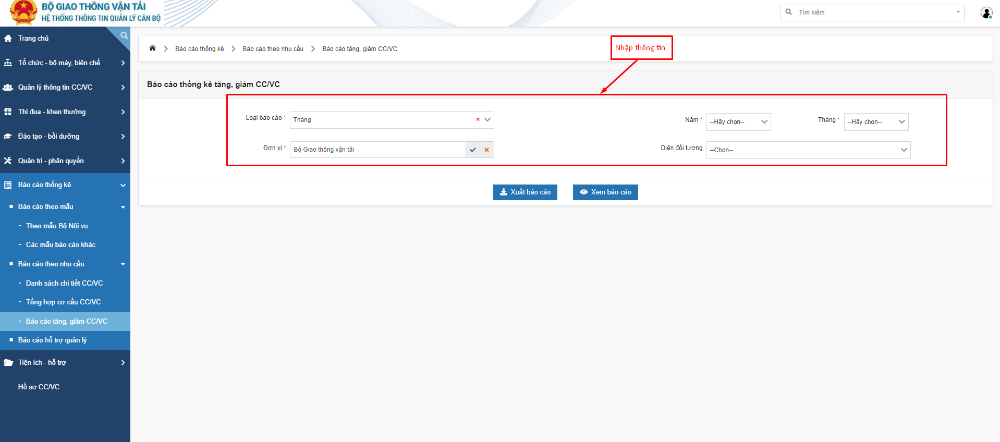 BỘ GIAO THÔNG VẬN TẢI
HỆ THỐNG THÔNG TIN QUẢN LÝ CÁN BỘ
Tìm kiếm
Trang chủ
Tổ chức - bộ máy, biên chế
Quản lý thông tin CC/VC
Thi đua - khen thưởng
Đào tạo - bồi dưỡng
Quản trị - phân quyền
Báo cáo thống kê
Báo cáo theo mẫu
- Theo mẫu Bộ Nội vụ
- Các mẫu báo cáo khác
Báo cáo theo nhu cầu
- Danh sách chi tiết CC/VC
- Tổng hợp cơ cấu CC/VC
- Báo cáo tăng, giảm CC/VC
Báo cáo hỗ trợ quản lý
Tiện ích - hỗ trợ
Hồ sơ CC/VC
Báo cáo thống kê > Báo cáo theo nhu cầu > Báo cáo tăng, giảm CC/VC
Nhập thông tin
Báo cáo thống kê tăng, giảm CC/VC
Loại báo cáo * Tháng
Năm * --Hãy chọn-- Tháng * --Hãy chọn--
Đơn vị * Bộ Giao thông vận tải
Diện đối tượng --Chọn--
Xuất báo cáo
Xem báo cáo